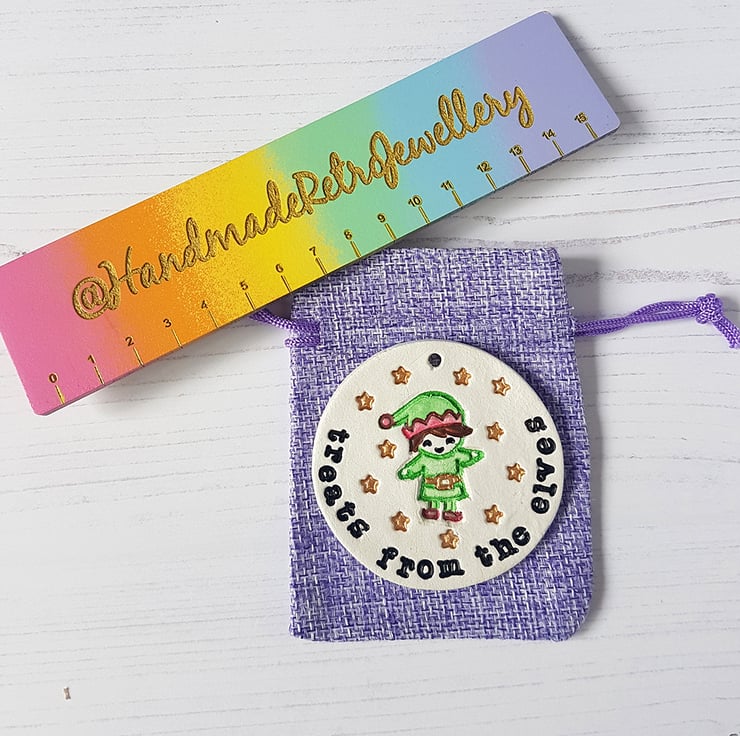 @HandmadeRetroJewellery
0 1 2 3 4 5 6 7 8 9 10 11 12 13 14 15
treats from the elves